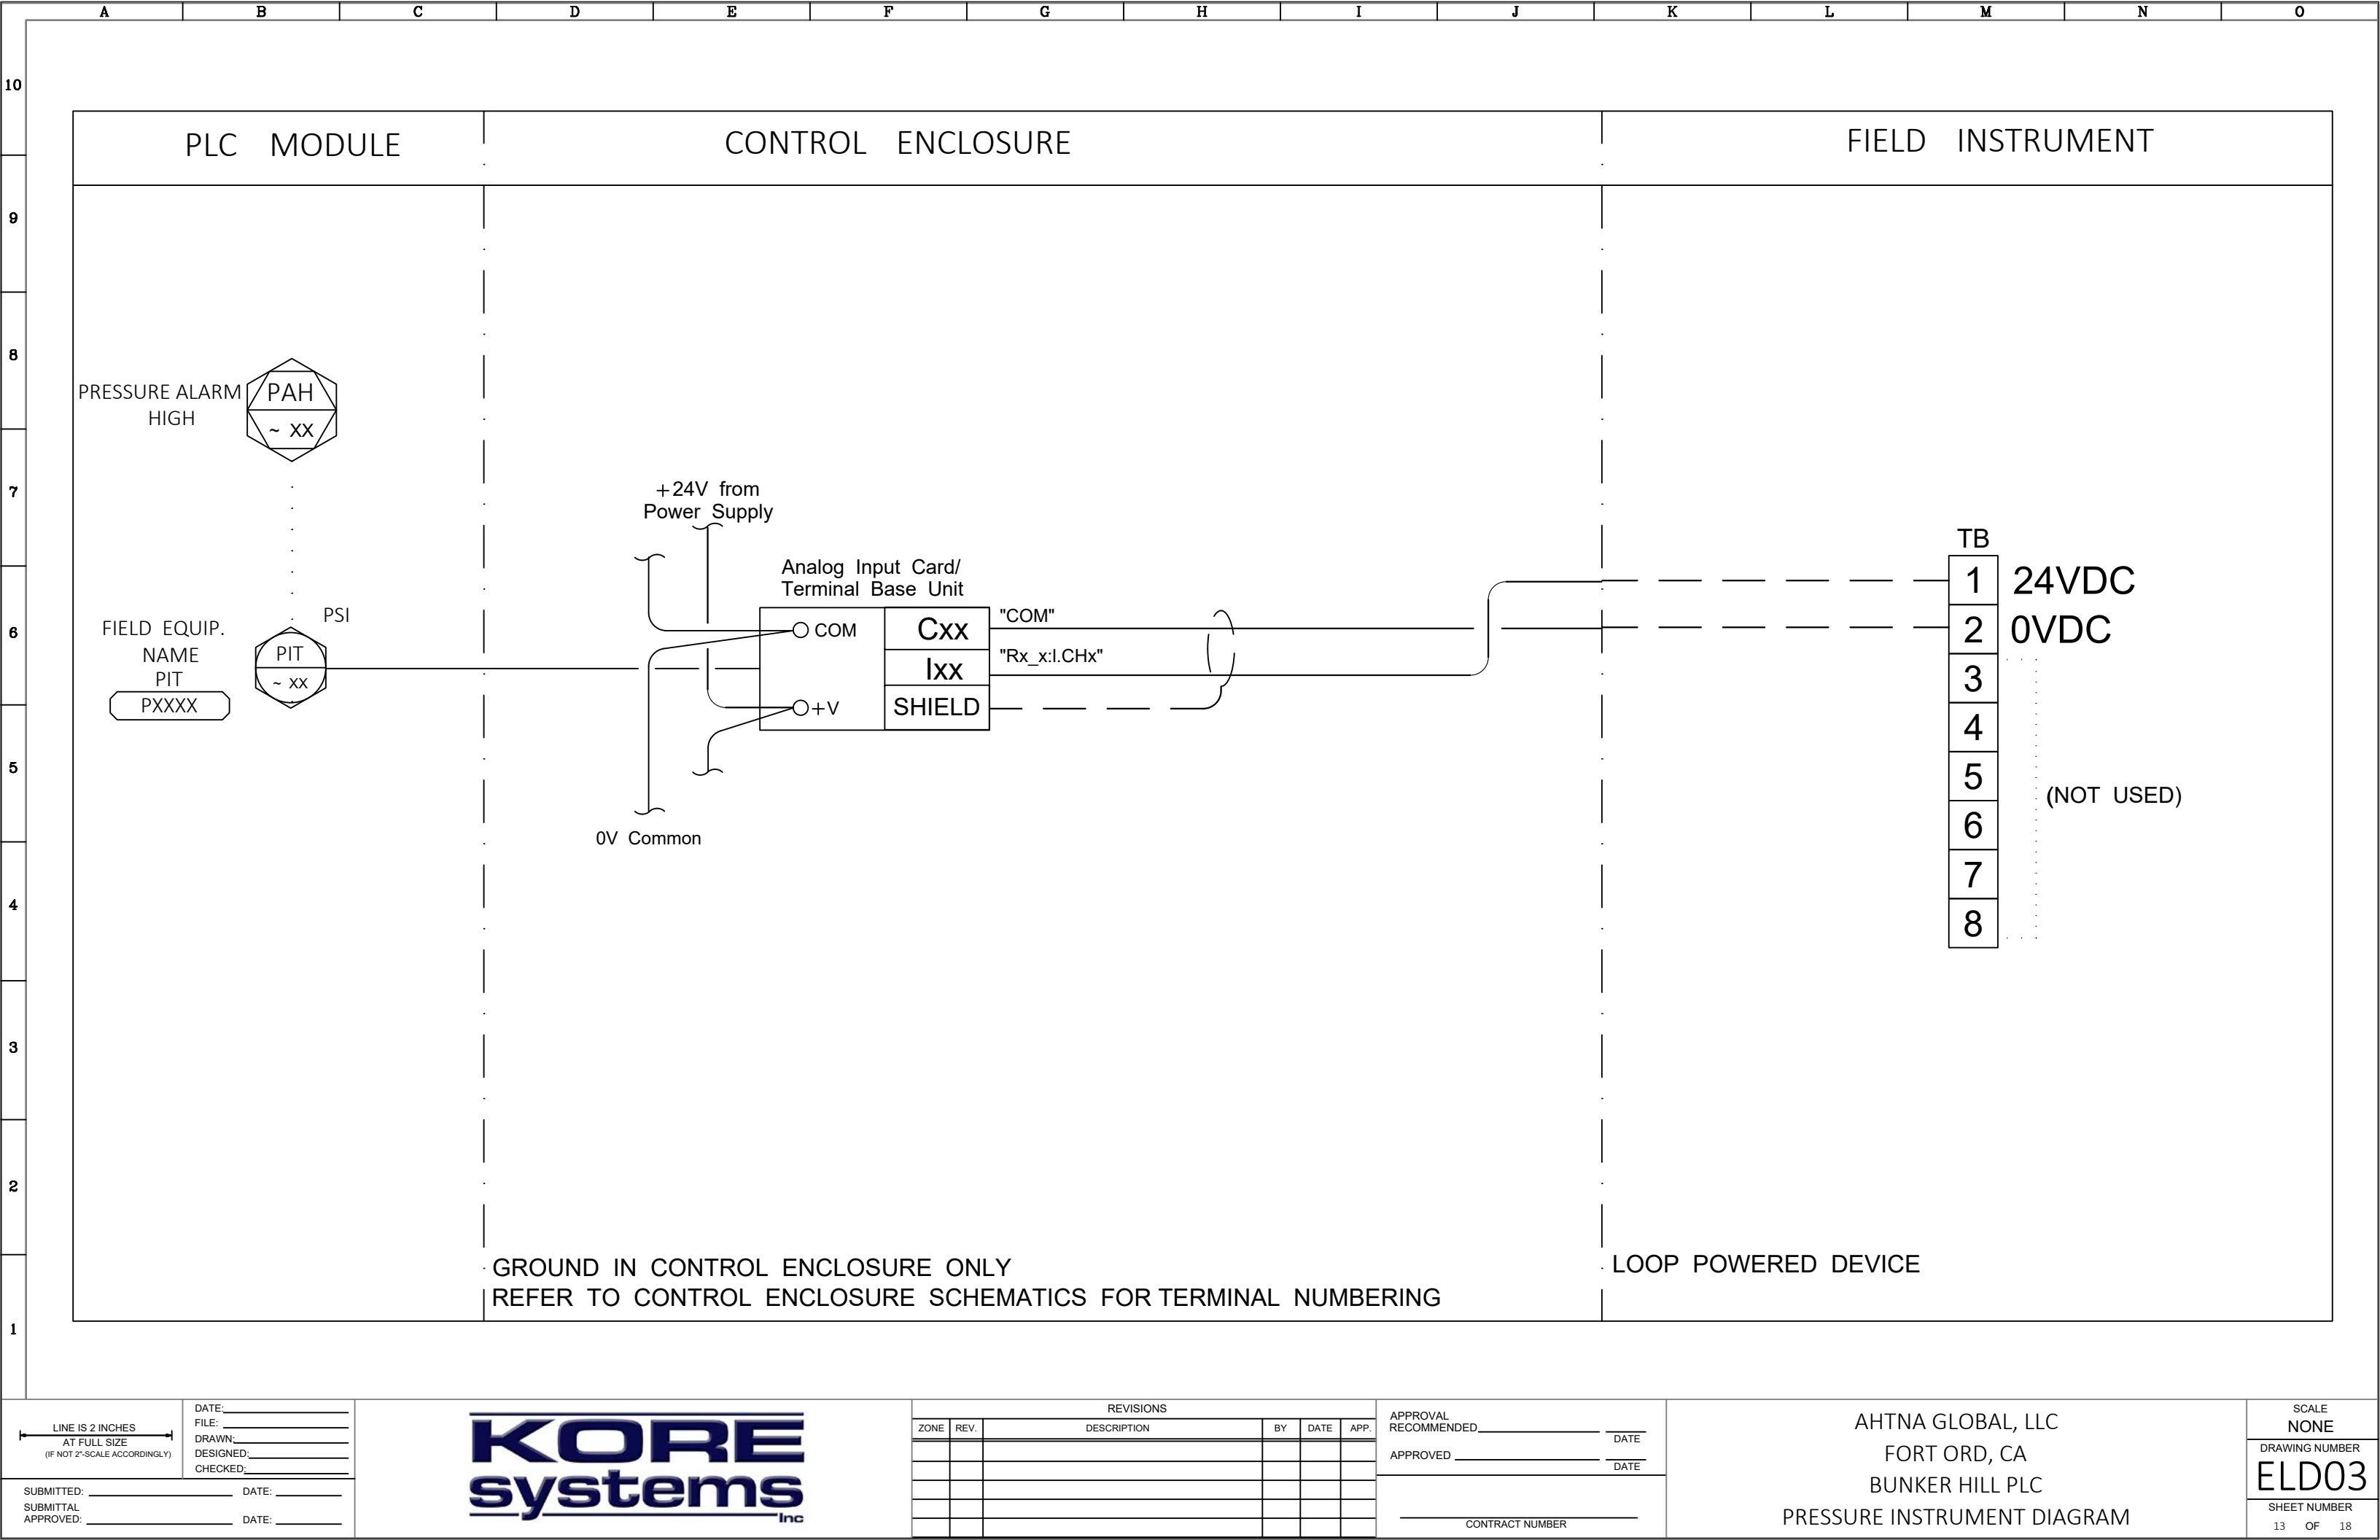 A B C D E F G H I J K L M N O
10
9
8
7
6
5
4
3
2
1
PLC MODULE
CONTROL ENCLOSURE
FIELD INSTRUMENT
PRESSURE ALARM
HIGH
PAH
~ XX
PSI
FIELD EQUIP.
NAME
PIT
PXXXX
PIT
~ XX
+24V from
Power Supply
Analog Input Card/
Terminal Base Unit
COM
+V
Cxx
Ixx
SHIELD
"COM"
"Rx_x:I.CHx"
0V Common
TB
1 24VDC
2 0VDC
3
4
5
6
7
8
(NOT USED)
GROUND IN CONTROL ENCLOSURE ONLY
REFER TO CONTROL ENCLOSURE SCHEMATICS FOR TERMINAL NUMBERING
LOOP POWERED DEVICE
LINE IS 2 INCHES
AT FULL SIZE
(IF NOT 2"-SCALE ACCORDINGLY)
DATE:
FILE:
DRAWN:
DESIGNED:
CHECKED:
SUBMITTED: DATE:
SUBMITTAL
APPROVED: DATE:
KORE
systems
Inc
REVISIONS
ZONE REV. DESCRIPTION BY DATE APP.
APPROVAL
RECOMMENDED
DATE
APPROVED
DATE
CONTRACT NUMBER
AHTNA GLOBAL, LLC
FORT ORD, CA
BUNKER HILL PLC
PRESSURE INSTRUMENT DIAGRAM
SCALE
NONE
DRAWING NUMBER
ELD03
SHEET NUMBER
13 OF 18